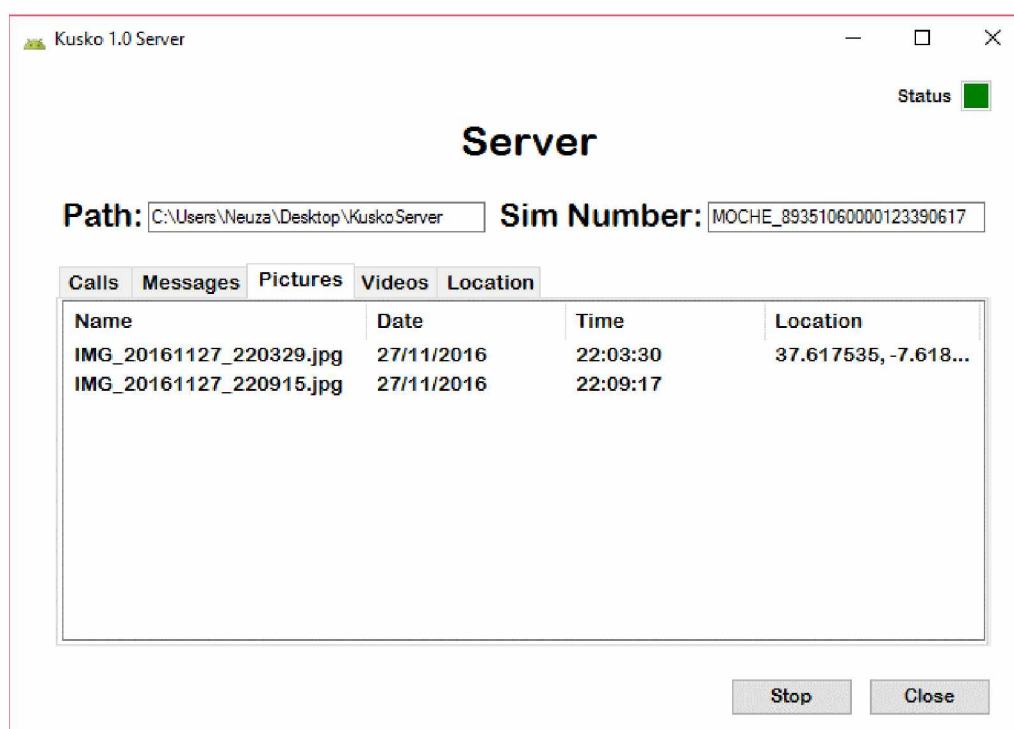 Kusko 1.0 Server
Status
Server
Path: C:\Users\Neuza\Desktop\KuskoServer Sim Number: MOCHE_89351060000123390617
Calls Messages Pictures Videos Location
Name Date Time Location
IMG_20161127_220329.jpg 27/11/2016 22:03:30 37.617535, -7.618...
IMG_20161127_220915.jpg 27/11/2016 22:09:17
Stop Close